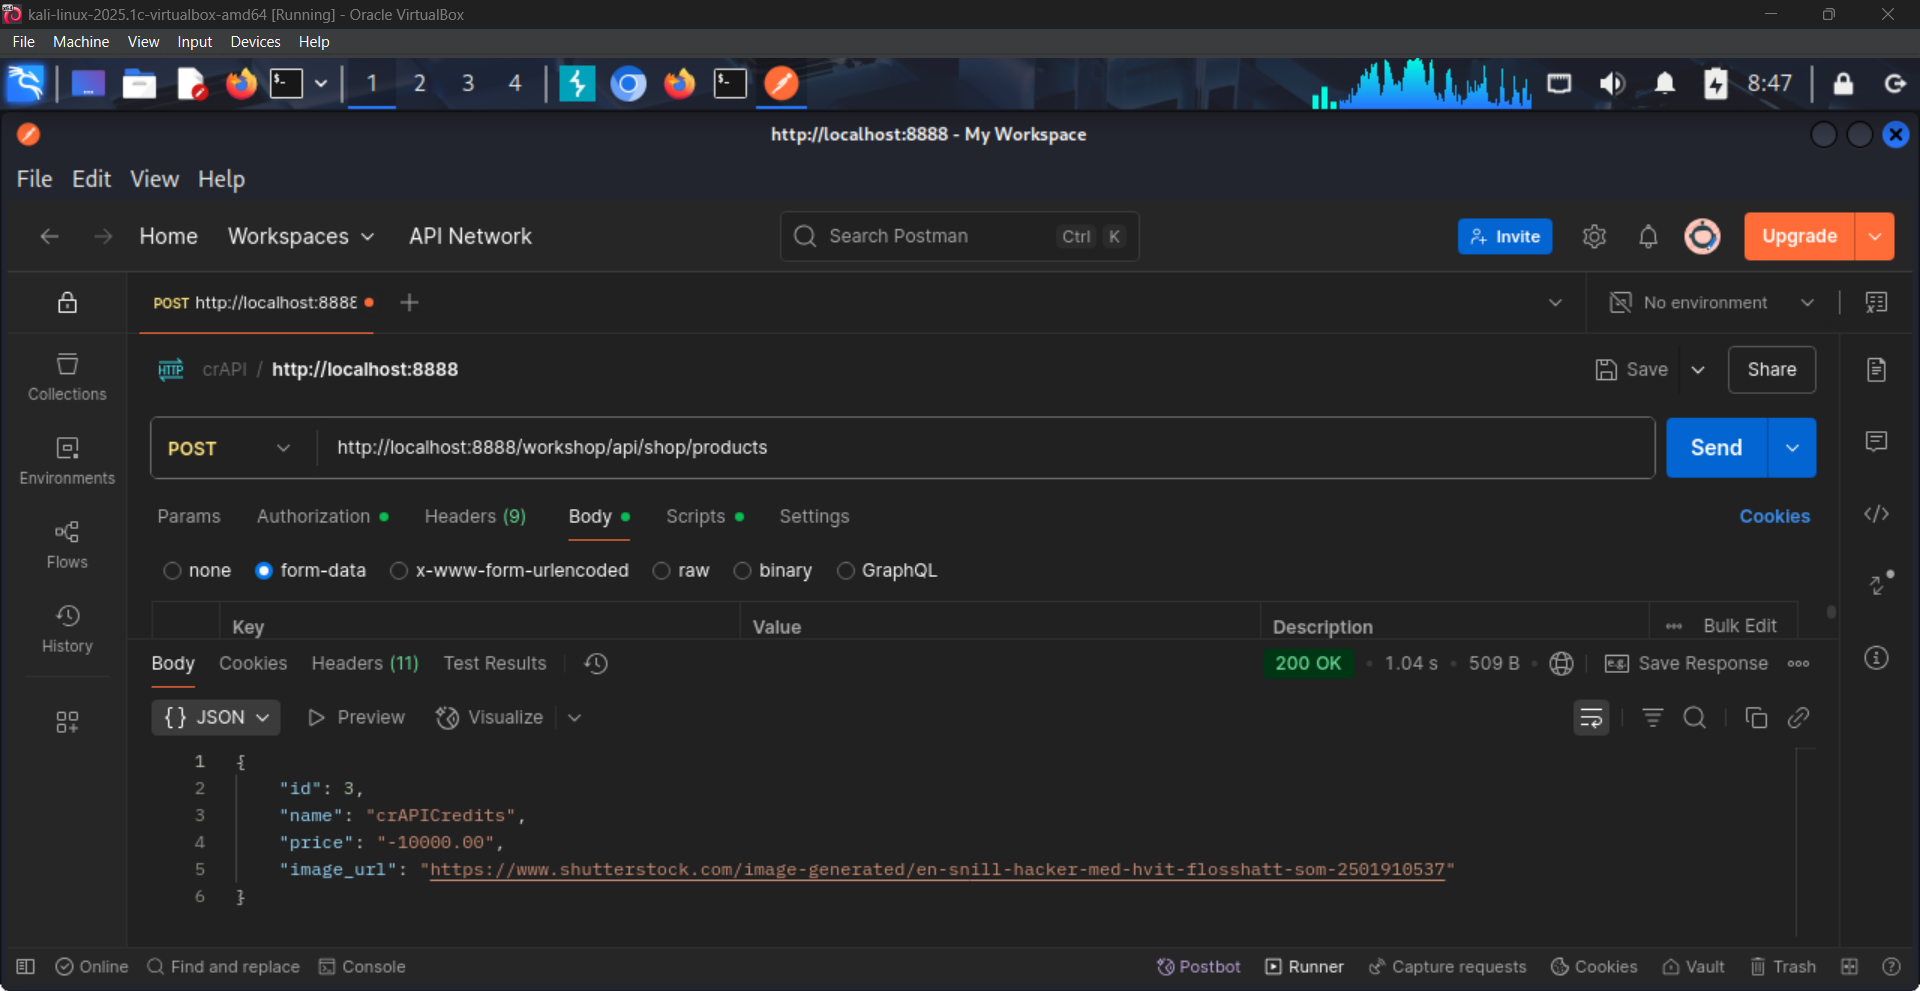 kali-linux-2025.1c-virtualbox-amd64 [Running] - Oracle VirtualBox
File Machine View Input Devices Help
1 2 3 4 8:47
http://localhost:8888 - My Workspace
File Edit View Help
Home Workspaces API Network Search Postman Ctrl K Invite Upgrade
POST http://localhost:8888 No environment
HTTP crAPI / http://localhost:8888 Save Share
Collections
POST http://localhost:8888/workshop/api/shop/products Send
Environments
Params Authorization Headers (9) Body Scripts Settings Cookies
Flows
none form-data x-www-form-urlencoded raw binary GraphQL
Key Value Description Bulk Edit
History
Body Cookies Headers (11) Test Results 200 OK 1.04 s 509 B e.g. Save Response
{} JSON Preview Visualize
1 {
2 "id": 3,
3 "name": "crAPICredits",
4 "price": "-10000.00",
5 "image_url": "https://www.shutterstock.com/image-generated/en-snill-hacker-med-hvit-flosshatt-som-2501910537"
6 }
Online Find and replace Console Postbot Runner Capture requests Cookies Vault Trash